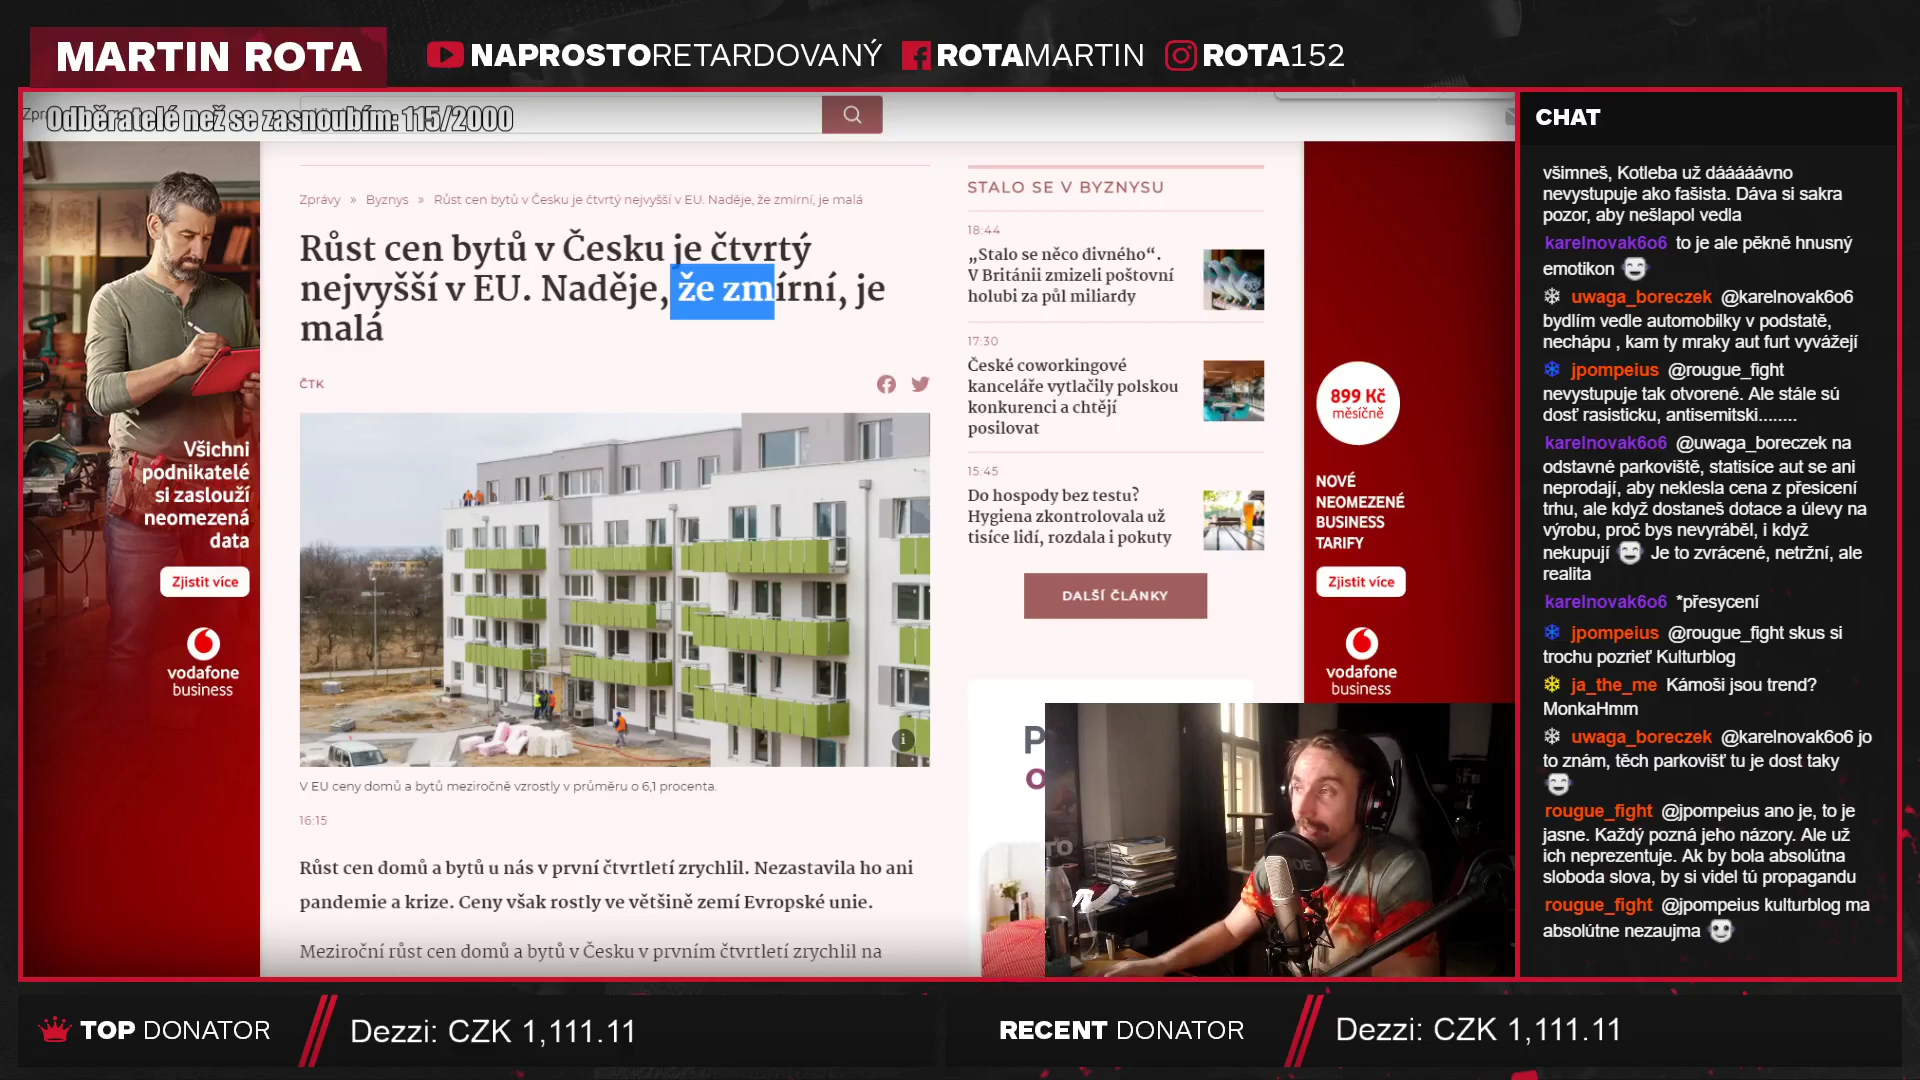 MARTIN ROTA
NAPROSTORETARDOVANÝ
ROTAMARTIN
ROTA152
Odběratelé než se zasnoubím: 115/2000
Všichni
podnikatelé
si zaslouží
neomezená
data
Zjistit více
vodafone
business
Zprávy » Byznys » Růst cen bytů v Česku je čtvrtý nejvyšší v EU. Naděje, že zmírní, je malá
Růst cen bytů v Česku je čtvrtý
nejvyšší v EU. Naděje, že zmírní, je
malá
ČTK
V EU ceny domů a bytů meziročně vzrostly v průměru o 6,1 procenta.
16:15
Růst cen domů a bytů u nás v první čtvrtletí zrychlil. Nezastavila ho ani
pandemie a krize. Ceny však rostly ve většině zemí Evropské unie.
Meziroční růst cen domů a bytů v Česku v prvním čtvrtletí zrychlil na
STALO SE V BYZNYSU
18:44
„Stalo se něco divného“.
V Británii zmizeli poštovní
holubi za půl miliardy
17:30
České coworkingové
kanceláře vytlačily polskou
konkurenci a chtějí
posilovat
15:45
Do hospody bez testu?
Hygiena zkontrolovala už
tisíce lidí, rozdala i pokuty
DALŠÍ ČLÁNKY
899 Kč
měsíčně
NOVÉ
NEOMEZENÉ
BUSINESS
TARIFY
Zjistit více
vodafone
business
CHAT
všimneš, Kotleba už dááááávno
nevystupuje ako fašista. Dáva si sakra
pozor, aby nešlapol vedla
karelnovak6o6 to je ale pěkně hnusný
emotikon
uwaga_boreczek @karelnovak6o6
bydlím vedle automobilky v podstatě,
nechápu , kam ty mraky aut furt vyvážejí
jpompeius @rougue_fight
nevystupuje tak otvorené. Ale stále sú
dosť rasisticku, antisemitski........
karelnovak6o6 @uwaga_boreczek na
odstavné parkoviště, statisíce aut se ani
neprodají, aby neklesla cena z přesicení
trhu, ale když dostaneš dotace a úlevy na
výrobu, proč bys nevyráběl, i když
nekupují Je to zvrácené, netržní, ale
realita
karelnovak6o6 *přesycení
jpompeius @rougue_fight skus si
trochu pozrieť Kulturblog
ja_the_me Kámoši jsou trend?
MonkaHmm
uwaga_boreczek @karelnovak6o6 jo
to znám, těch parkovišť tu je dost taky
rougue_fight @jpompeius ano je, to je
jasne. Každý pozná jeho názory. Ale už
ich neprezentuje. Ak by bola absolútna
sloboda slova, by si videl tú propagandu
rougue_fight @jpompeius kulturblog ma
absolútne nezaujma
TOP DONATOR
Dezzi: CZK 1,111.11
RECENT DONATOR
Dezzi: CZK 1,111.11